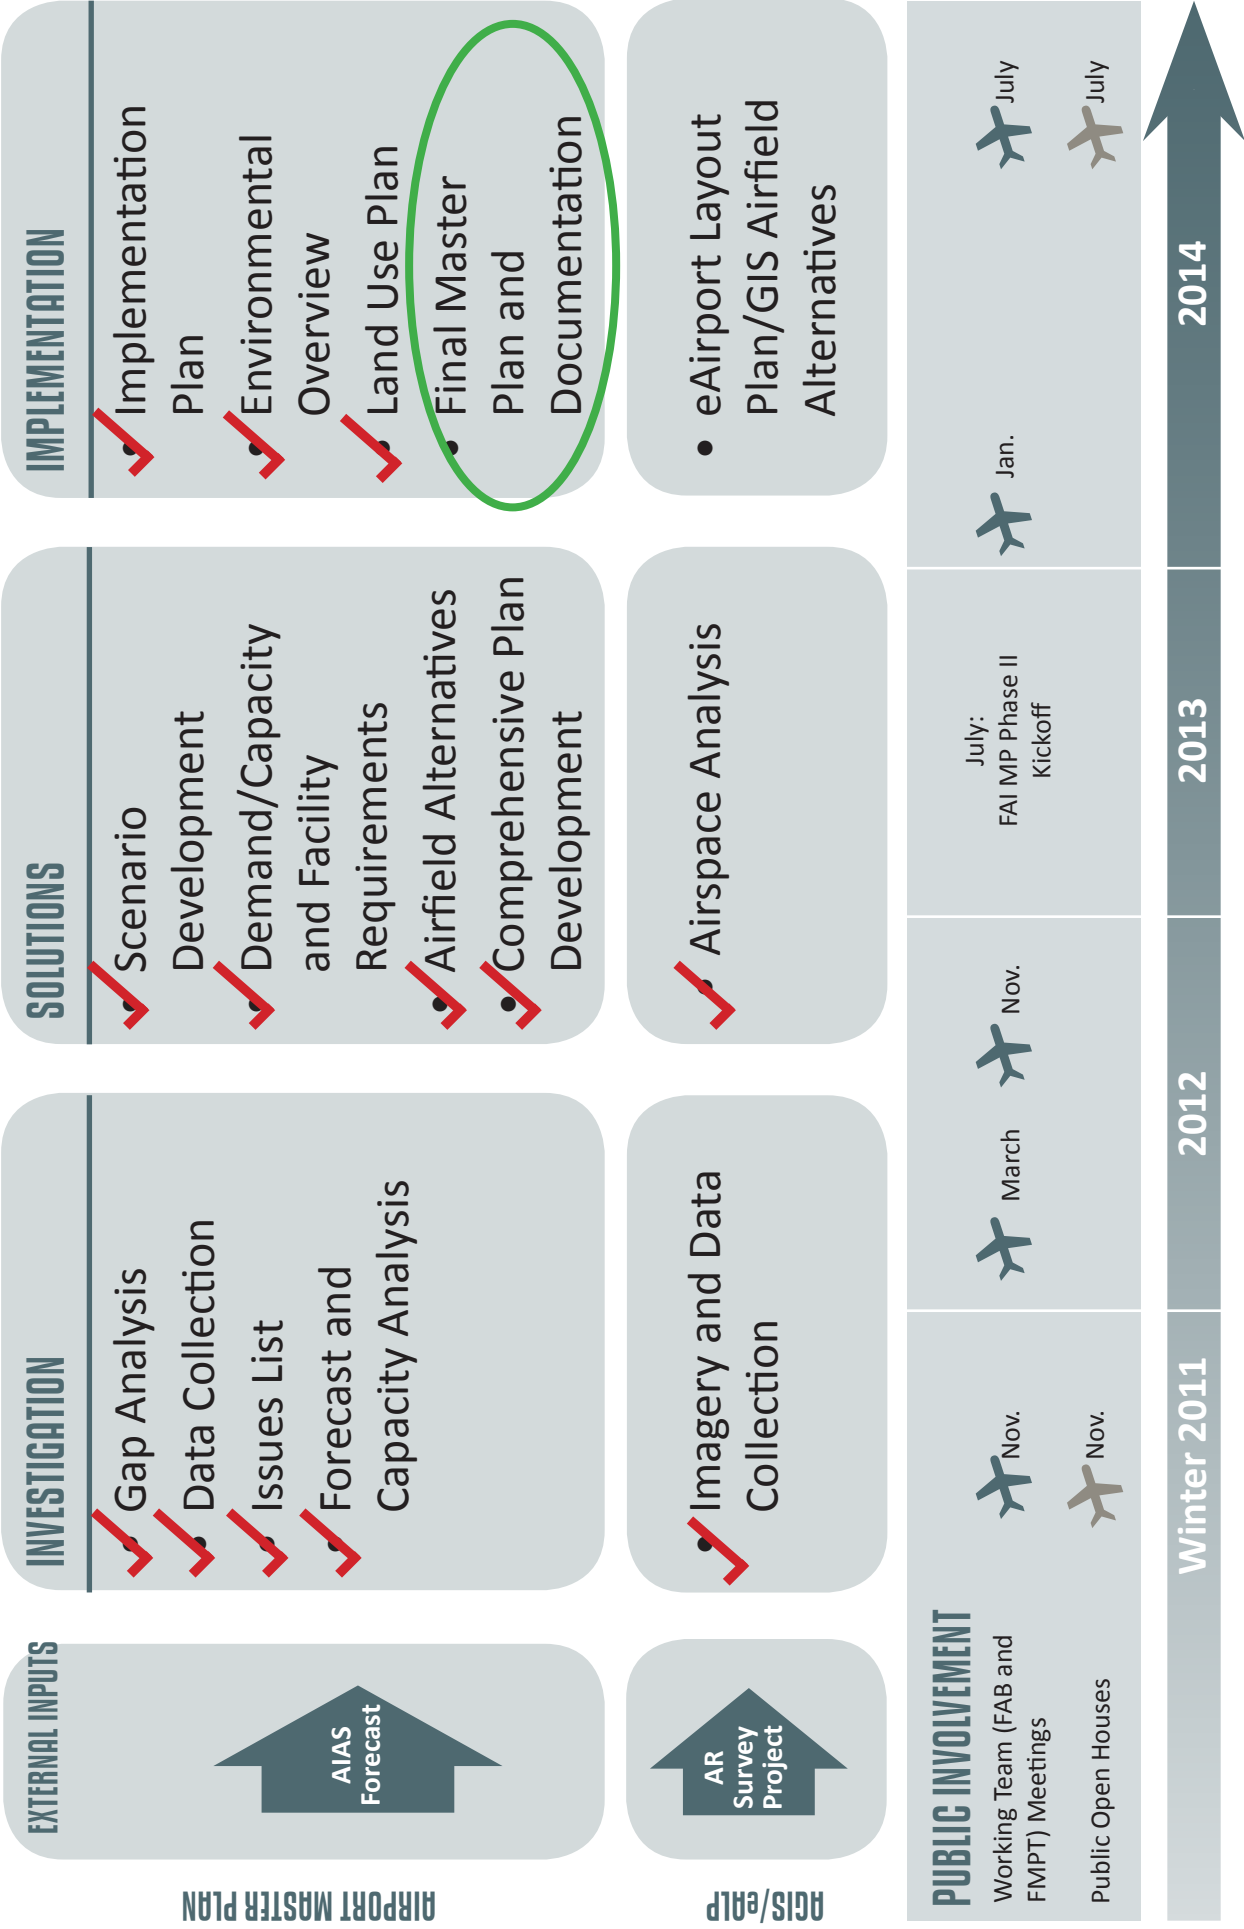 EXTERNAL INPUTS
INVESTIGATION
SOLUTIONS
IMPLEMENTATION
AIRPORT MASTER PLAN
AIAS
Forecast
• Gap Analysis
• Data Collection
• Issues List
• Forecast and
Capacity Analysis
• Scenario
Development
• Demand/Capacity
and Facility
Requirements
• Airfield Alternatives
• Comprehensive Plan
Development
• Implementation
Plan
• Environmental
Overview
• Land Use Plan
• Final Master
Plan and
Documentation
AGIS/eALP
AR
Survey
Project
• Imagery and Data
Collection
• Airspace Analysis
• eAirport Layout
Plan/GIS Airfield
Alternatives
PUBLIC INVOLVEMENT
Working Team (FAB and
FMPT) Meetings
Nov.
March
Nov.
July:
FAI MP Phase II
Kickoff
Jan.
July
Public Open Houses
Nov.
July
Winter 2011
2012
2013
2014